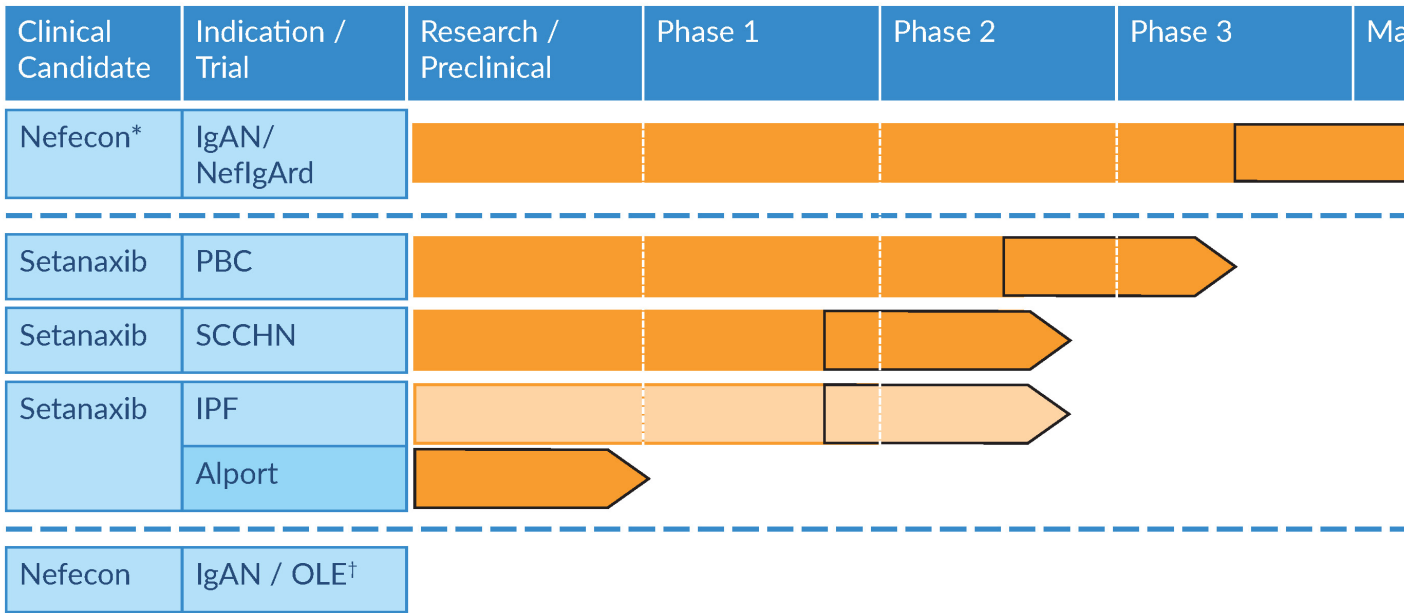 Clinical Candidate
Indication / Trial
Research / Preclinical
Phase 1
Phase 2
Phase 3
Nefecon*
IgAN/
NefIgArd
Setanaxib
PBC
Setanaxib
SCCHN
Setanaxib
IPF
Alport
Nefecon
IgAN / OLE†